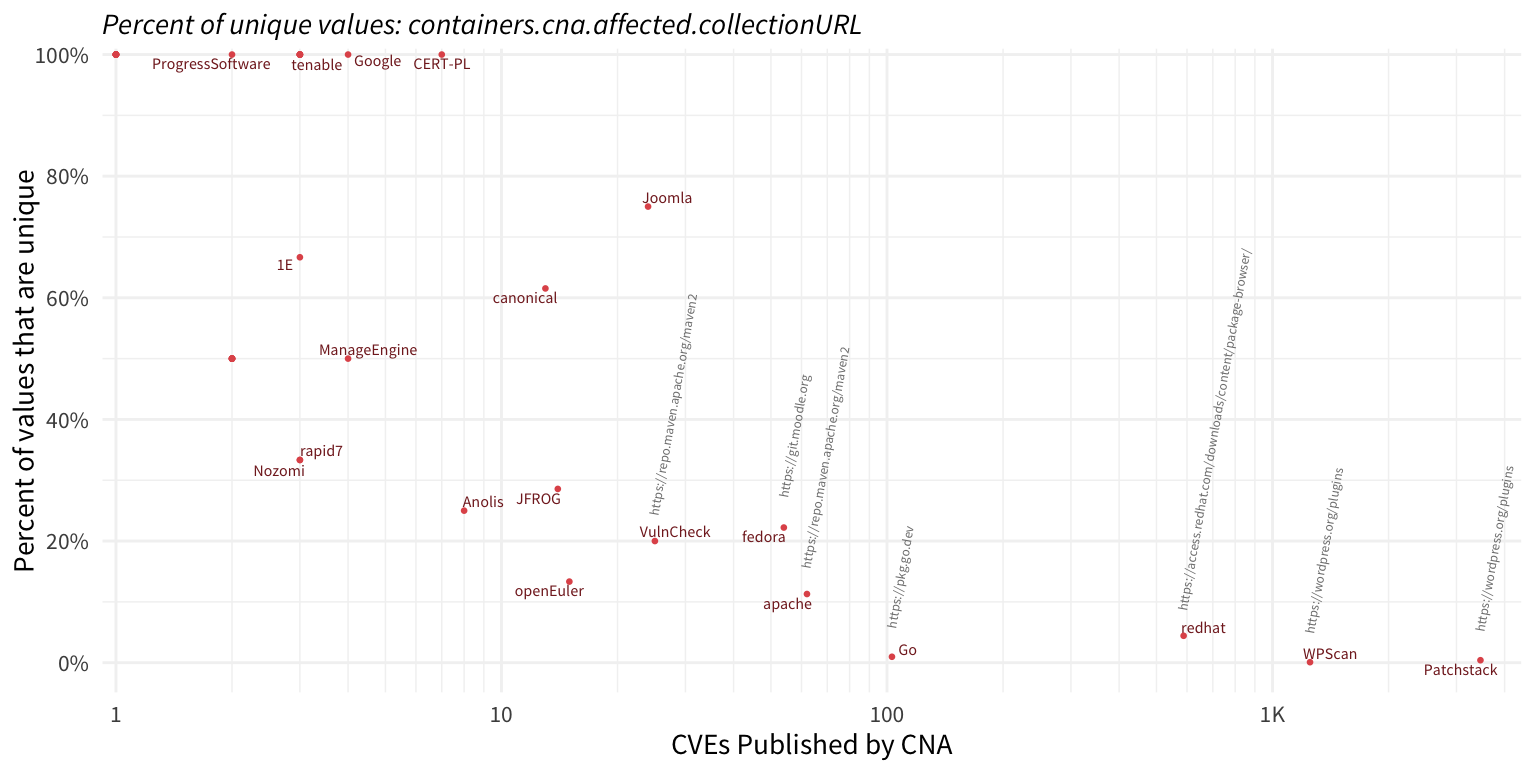 Percent of unique values: containers.cna.affected.collectionURL
Percent of values that are unique
100%
80%
60%
40%
20%
0%
ProgressSoftware
tenable
Google
CERT-PL
Joomla
1E
canonical
ManageEngine
rapid7
Nozomi
Anolis
JFROG
https://repo.maven.apache.org/maven2
VulnCheck
openEuler
https://git.moodle.org
fedora
https://repo.maven.apache.org/maven2
apache
https://pkg.go.dev
Go
https://access.redhat.com/downloads/content/package-browser/
redhat
https://wordpress.org/plugins
WPScan
https://wordpress.org/plugins
Patchstack
1
10
100
1K
CVEs Published by CNA